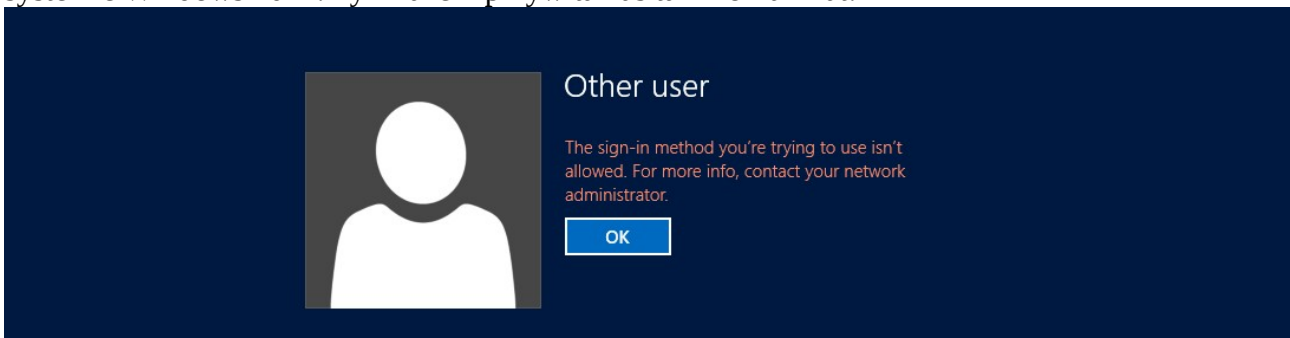 Other user
The sign-in method you're trying to use isn't
allowed. For more info, contact your network
administrator.
OK